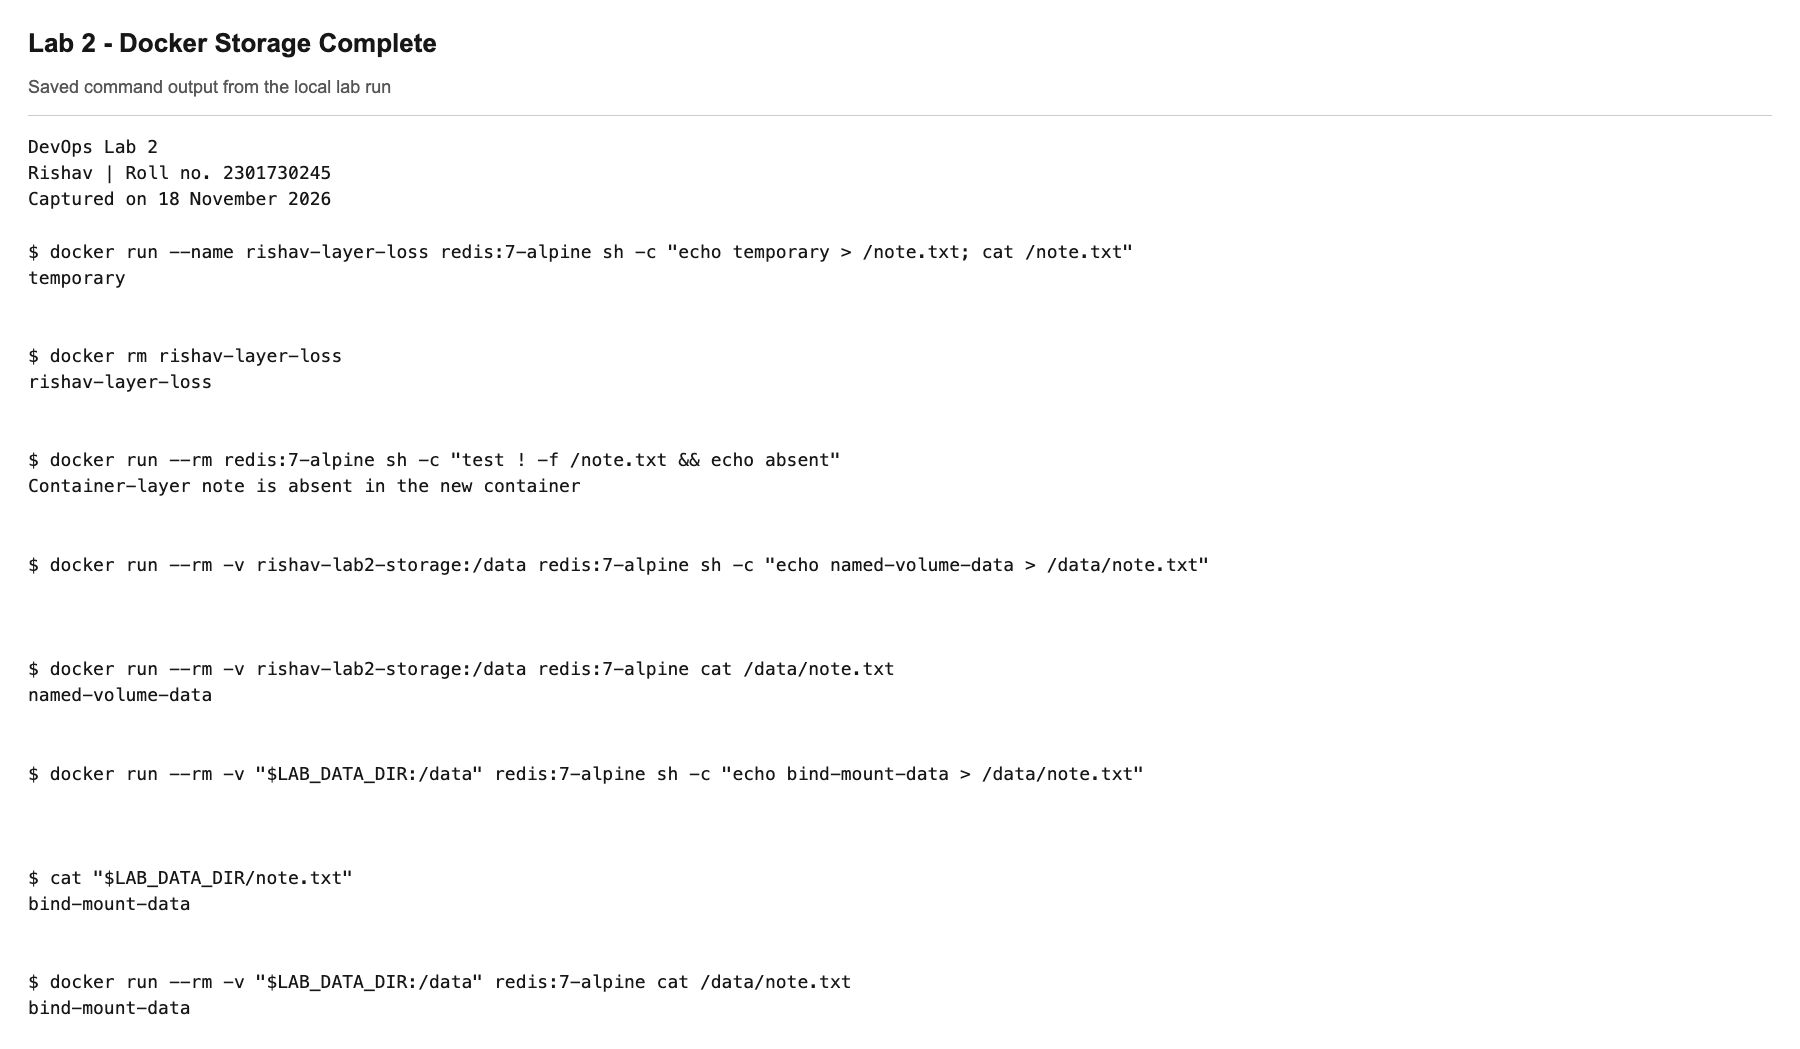 Lab 2 - Docker Storage Complete
Saved command output from the local lab run
DevOps Lab 2
Rishav | Roll no. 2301730245
Captured on 18 November 2026
$ docker run --name rishav-layer-loss redis:7-alpine sh -c "echo temporary > /note.txt; cat /note.txt"
temporary
$ docker rm rishav-layer-loss
rishav-layer-loss
$ docker run --rm redis:7-alpine sh -c "test ! -f /note.txt && echo absent"
Container-layer note is absent in the new container
$ docker run --rm -v rishav-lab2-storage:/data redis:7-alpine sh -c "echo named-volume-data > /data/note.txt"
$ docker run --rm -v rishav-lab2-storage:/data redis:7-alpine cat /data/note.txt
named-volume-data
$ docker run --rm -v "$LAB_DATA_DIR:/data" redis:7-alpine sh -c "echo bind-mount-data > /data/note.txt"
$ cat "$LAB_DATA_DIR/note.txt"
bind-mount-data
$ docker run --rm -v "$LAB_DATA_DIR:/data" redis:7-alpine cat /data/note.txt
bind-mount-data